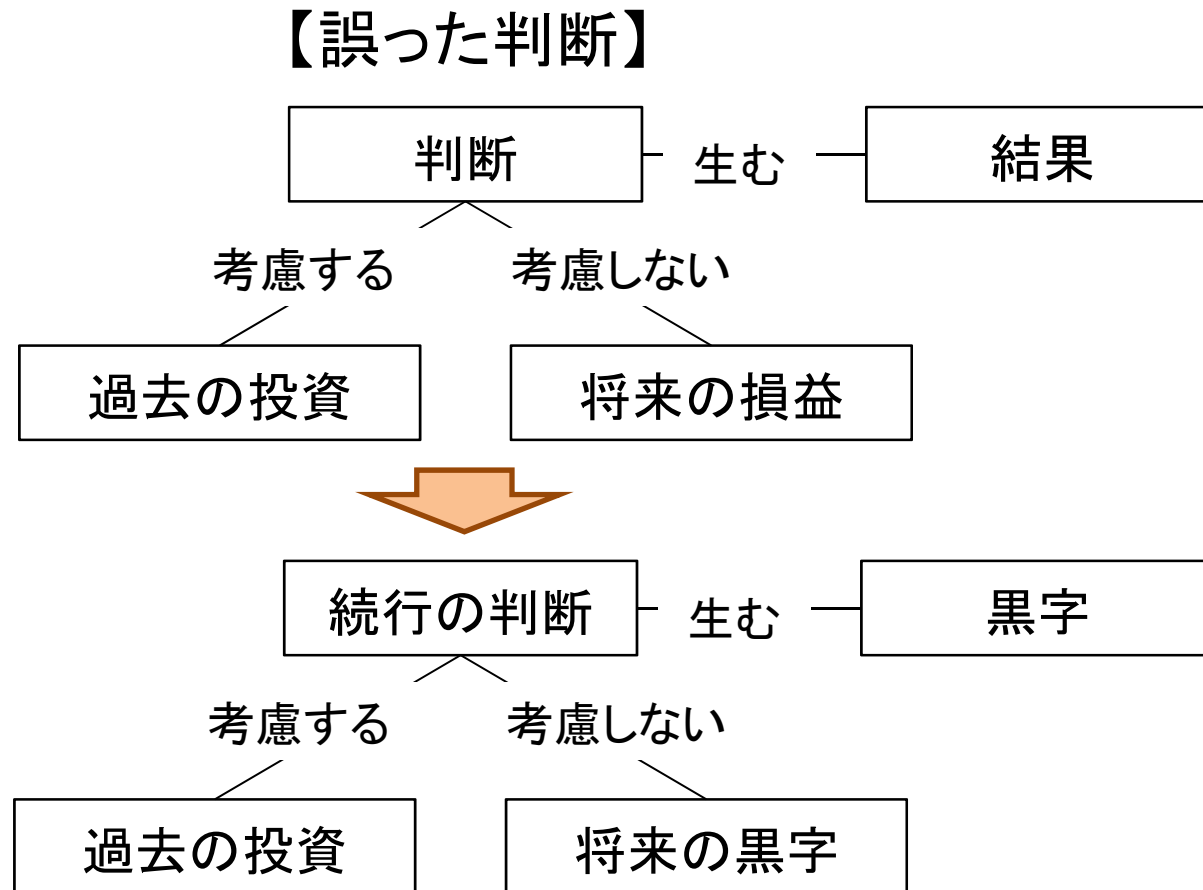 【誤った判断】
判断
生む
結果
考慮する
考慮しない
過去の投資
将来の損益
続行の判断
生む
黒字
考慮する
考慮しない
過去の投資
将来の黒字